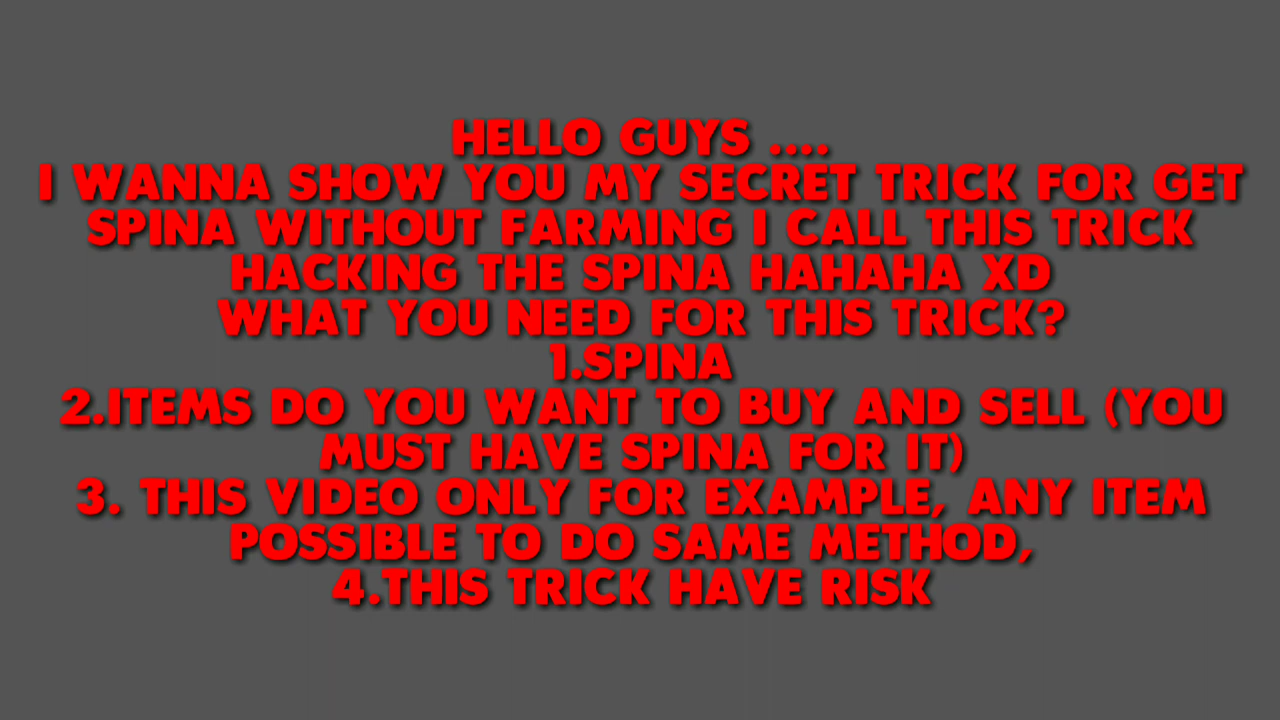 HELLO GUYS ....
I WANNA SHOW YOU MY SECRET TRICK FOR GET
SPINA WITHOUT FARMING I CALL THIS TRICK
HACKING THE SPINA HAHAHA XD
WHAT YOU NEED FOR THIS TRICK?
1.SPINA
2.ITEMS DO YOU WANT TO BUY AND SELL (YOU
MUST HAVE SPINA FOR IT)
3. THIS VIDEO ONLY FOR EXAMPLE, ANY ITEM
POSSIBLE TO DO SAME METHOD,
4.THIS TRICK HAVE RISK